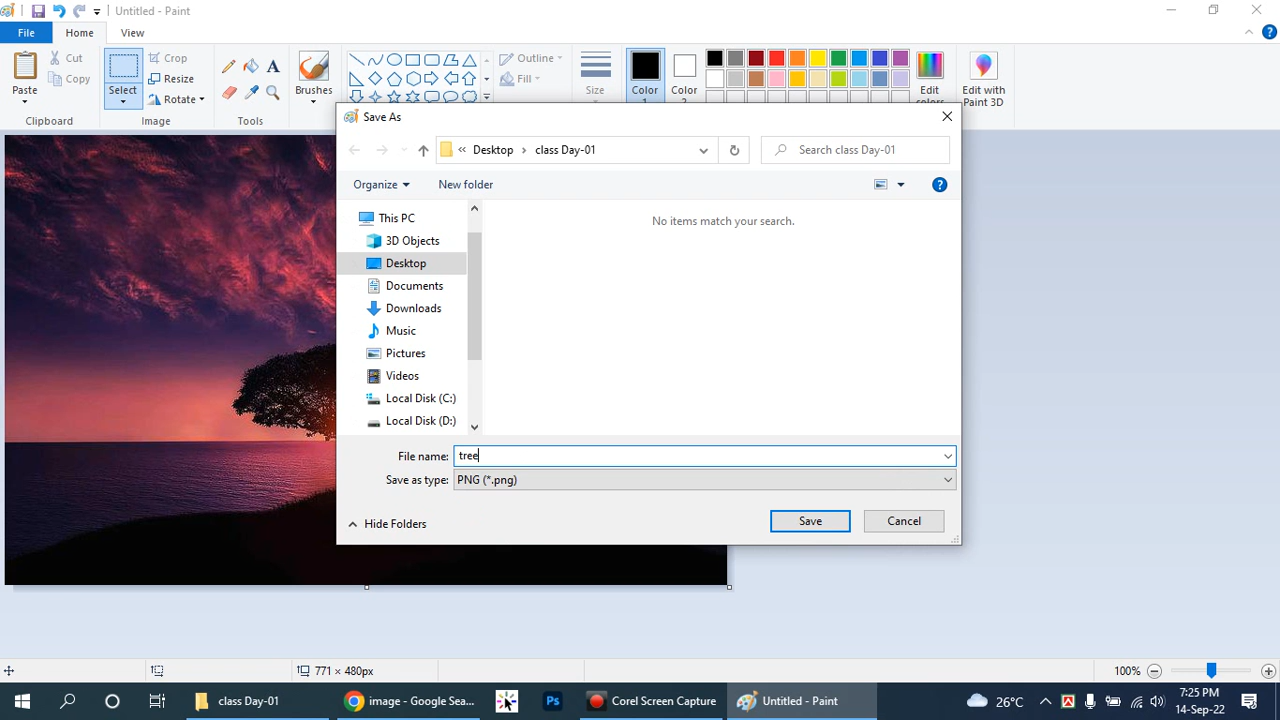 Untitled - Paint
File
Home
View
Paste
Cut
Copy
Clipboard
Select
Crop
Resize
Rotate
Image
A
Tools
Brushes
Outline
Fill
Size
Color
1
Color
2
Edit
colors
Edit with
Paint 3D
Save As
« Desktop › class Day-01
Search class Day-01
Organize
New folder
This PC
3D Objects
Desktop
Documents
Downloads
Music
Pictures
Videos
Local Disk (C:)
Local Disk (D:)
No items match your search.
File name: tree
Save as type: PNG (*.png)
Hide Folders
Save
Cancel
771 × 480px
100%
class Day-01
image - Google Sea...
Ps
Corel Screen Capture
Untitled - Paint
26°C
7:25 PM
14-Sep-22